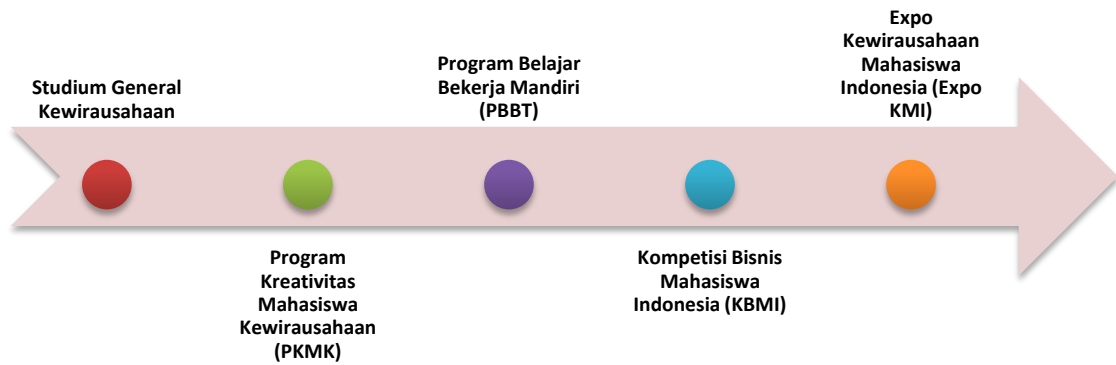 Studium General
Kewirausahaan
Program
Kreativitas
Mahasiswa
Kewirausahaan
(PKMK)
Program Belajar
Bekerja Mandiri
(PBBT)
Kompetisi Bisnis
Mahasiswa
Indonesia (KBMI)
Expo
Kewirausahaan
Mahasiswa
Indonesia (Expo
KMI)